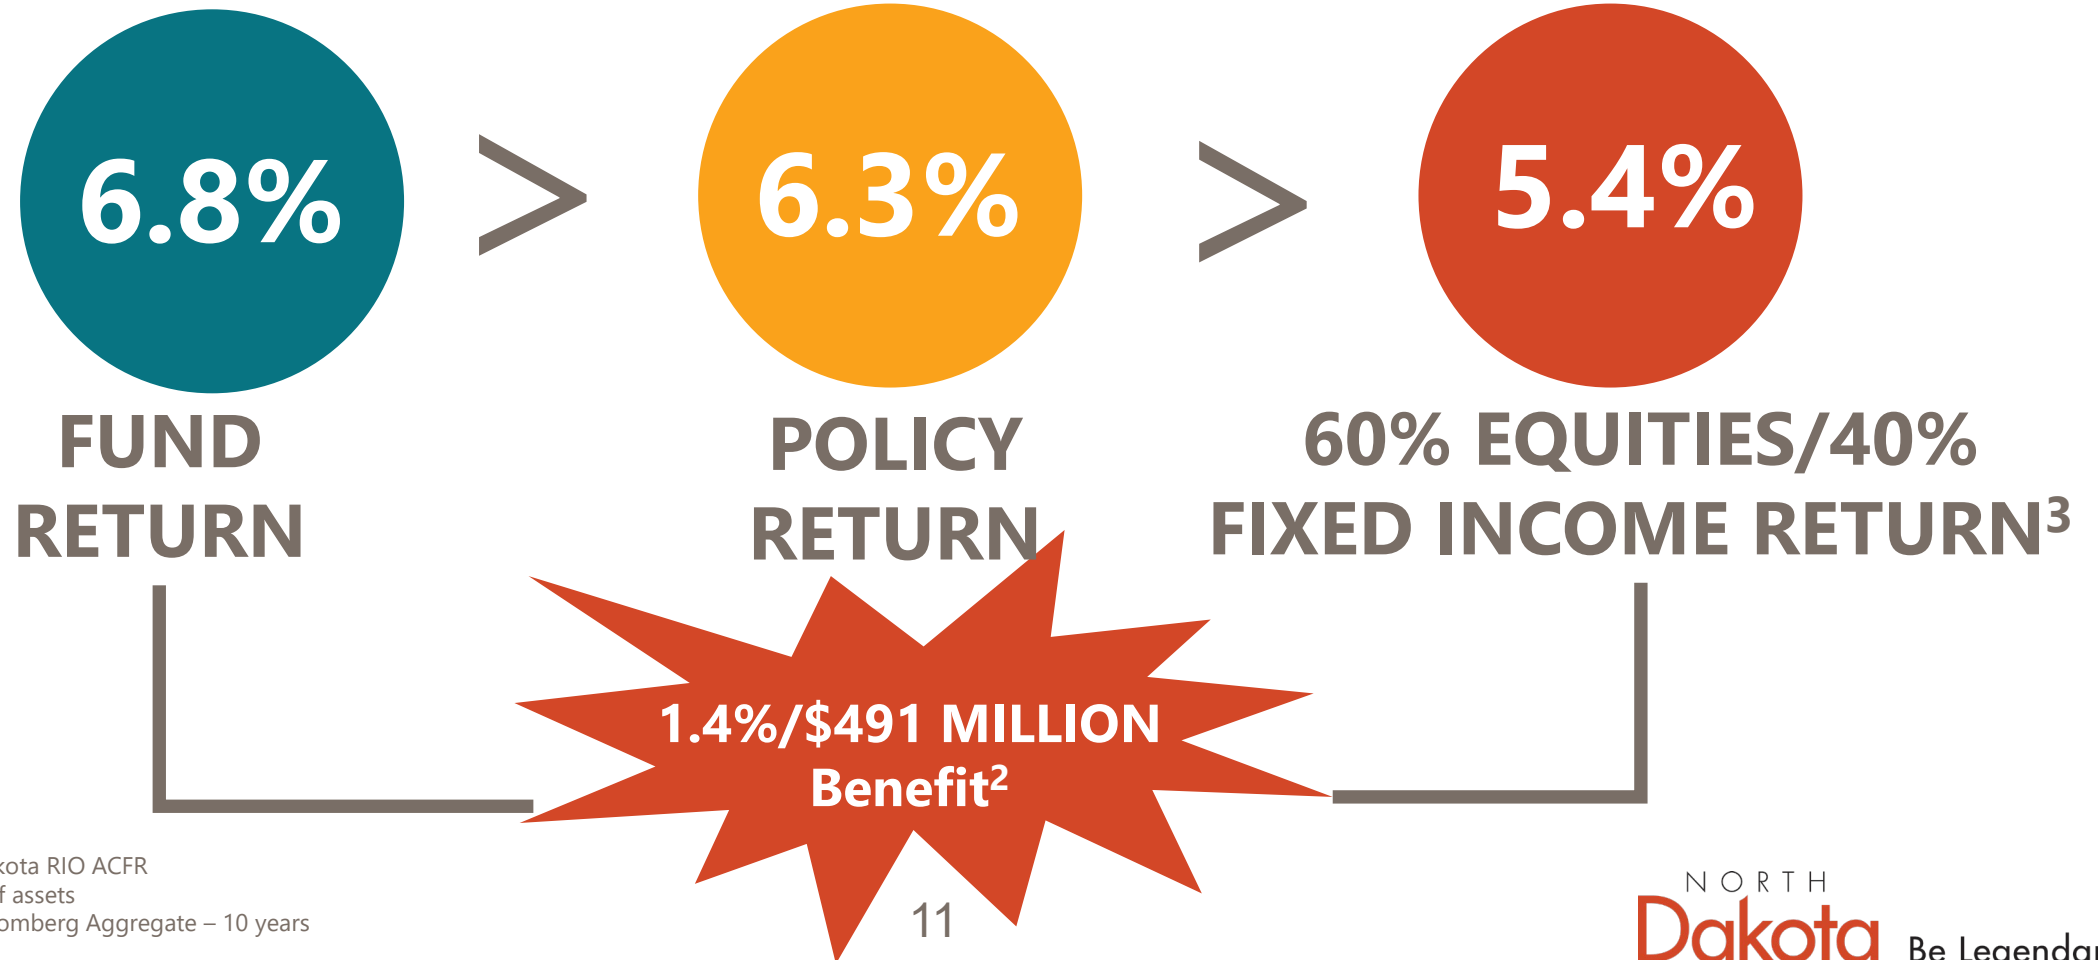 6.8% > 6.3% > 5.4%
FUND
RETURN
POLICY
RETURN
60% EQUITIES/40%
FIXED INCOME RETURN³
1.4%/$491 MILLION
Benefit²
kota RIO ACFR
f assets
omberg Aggregate – 10 years
11
NORTH
Dakota
Be Legendar